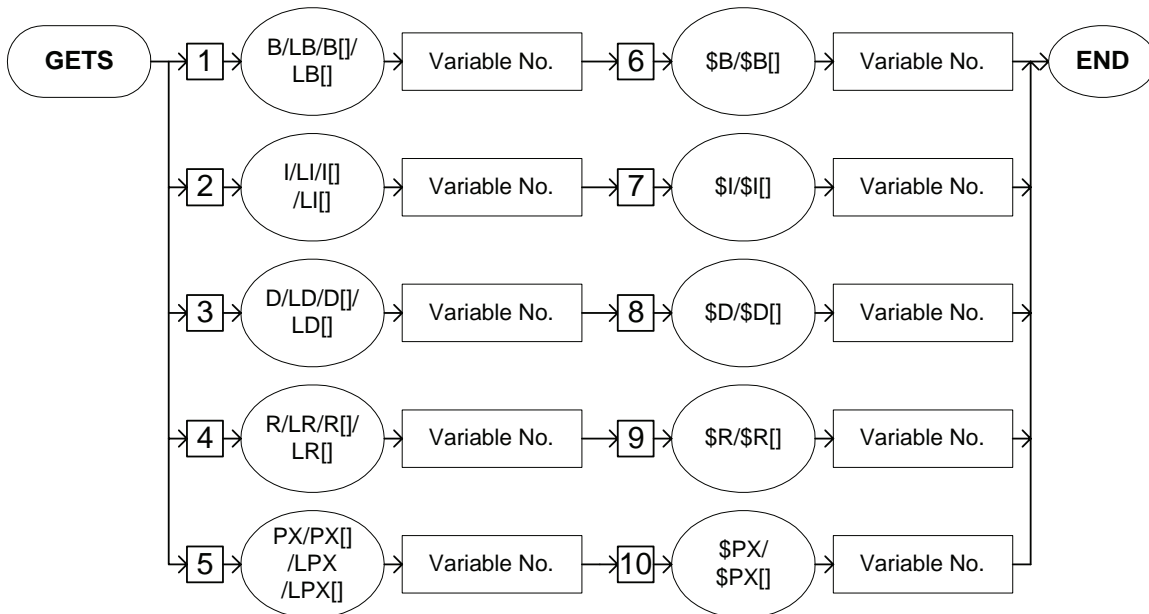 GETS
1
B/LB/B[]/
LB[]
Variable No.
6
$B/$B[]
Variable No.
END
2
I/LI/I[]
/LI[]
Variable No.
7
$I/$I[]
Variable No.
3
D/LD/D[]/
LD[]
Variable No.
8
$D/$D[]
Variable No.
4
R/LR/R[]/
LR[]
Variable No.
9
$R/$R[]
Variable No.
5
PX/PX[]
/LPX
/LPX[]
Variable No.
10
$PX/
$PX[]
Variable No.